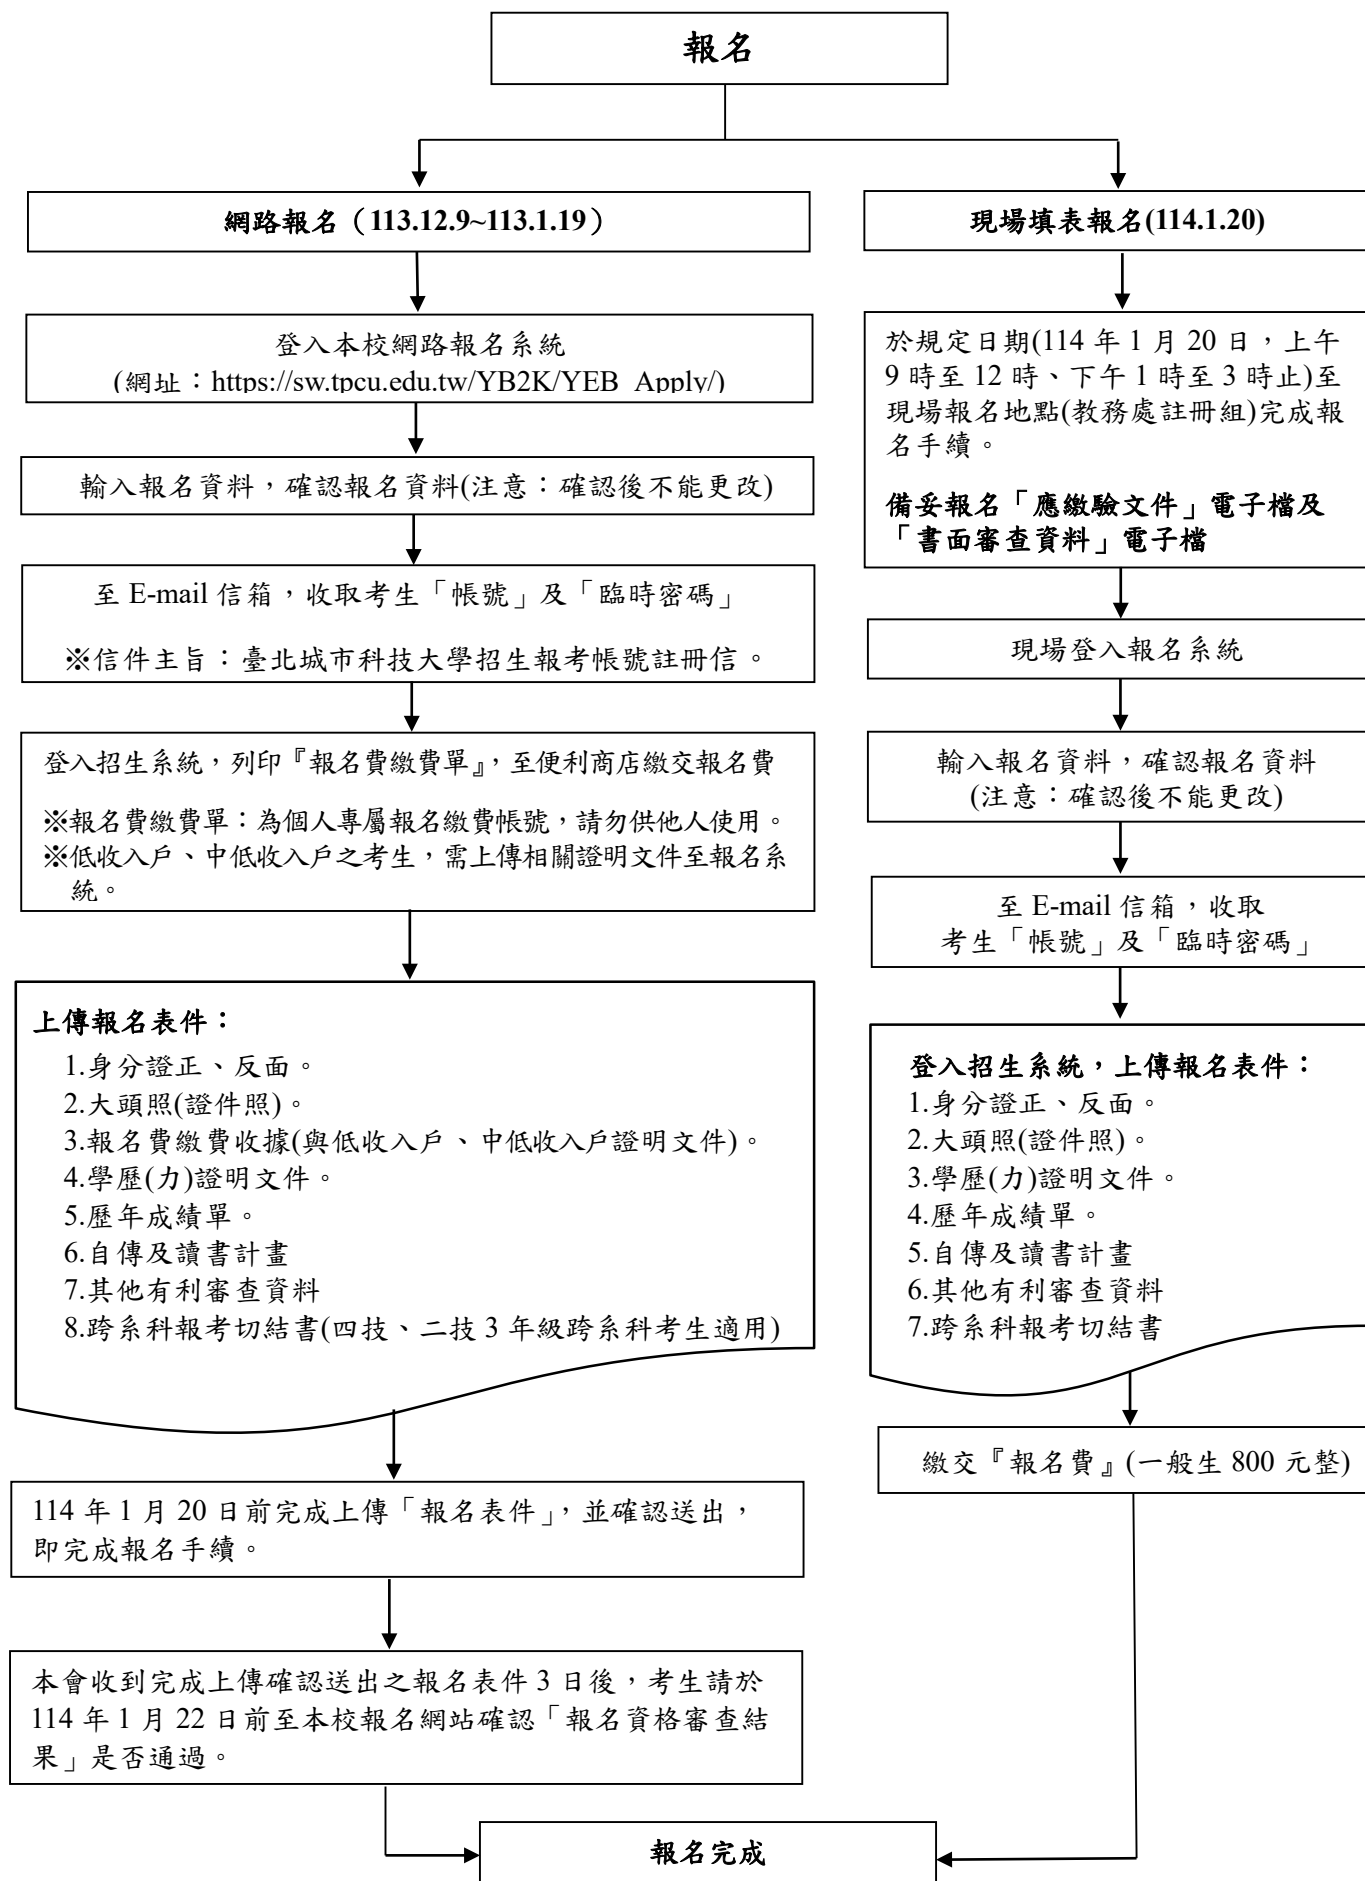 報名
網路報名（113.12.9~113.1.19）
登入本校網路報名系統
(網址：https://sw.tpcu.edu.tw/YB2K/YEB_Apply/)
輸入報名資料，確認報名資料(注意：確認後不能更改)
至 E-mail 信箱，收取考生「帳號」及「臨時密碼」
※信件主旨：臺北城市科技大學招生報考帳號註冊信。
登入招生系統，列印『報名費繳費單』，至便利商店繳交報名費
※報名費繳費單：為個人專屬報名繳費帳號，請勿供他人使用。
※低收入戶、中低收入戶之考生，需上傳相關證明文件至報名系
統。
上傳報名表件：
1.身分證正、反面。
2.大頭照(證件照)。
3.報名費繳費收據(與低收入戶、中低收入戶證明文件)。
4.學歷(力)證明文件。
5.歷年成績單。
6.自傳及讀書計畫
7.其他有利審查資料
8.跨系科報考切結書(四技、二技 3 年級跨系科考生適用)
114 年 1 月 20 日前完成上傳「報名表件」，並確認送出，
即完成報名手續。
本會收到完成上傳確認送出之報名表件 3 日後，考生請於
114 年 1 月 22 日前至本校報名網站確認「報名資格審查結
果」是否通過。
現場填表報名(114.1.20)
於規定日期(114 年 1 月 20 日，上午
9 時至 12 時、下午 1 時至 3 時止)至
現場報名地點(教務處註冊組)完成報
名手續。
備妥報名「應繳驗文件」電子檔及
「書面審查資料」電子檔
現場登入報名系統
輸入報名資料，確認報名資料
(注意：確認後不能更改)
至 E-mail 信箱，收取
考生「帳號」及「臨時密碼」
登入招生系統，上傳報名表件：
1.身分證正、反面。
2.大頭照(證件照)。
3.學歷(力)證明文件。
4.歷年成績單。
5.自傳及讀書計畫
6.其他有利審查資料
7.跨系科報考切結書
繳交『報名費』(一般生 800 元整)
報名完成